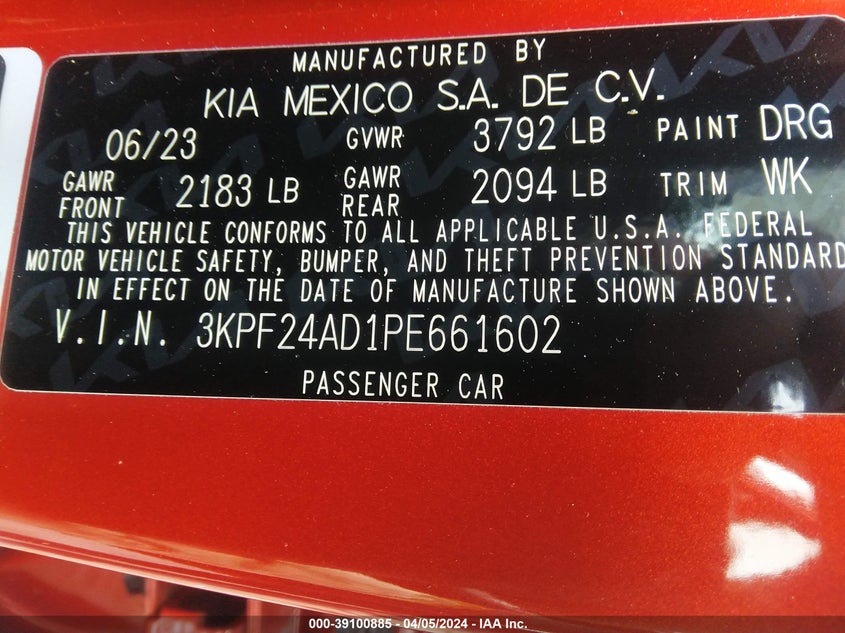 MANUFACTURED BY
KIA MEXICO S.A. DE C.V.
06/23 GVWR 3792 LB PAINT DRG
GAWR FRONT 2183 LB GAWR REAR 2094 LB TRIM WK
THIS VEHICLE CONFORMS TO ALL APPLICABLE U.S.A. FEDERAL
MOTOR VEHICLE SAFETY, BUMPER, AND THEFT PREVENTION STANDARD
IN EFFECT ON THE DATE OF MANUFACTURE SHOWN ABOVE.
V.I.N. 3KPF24AD1PE661602
PASSENGER CAR
000-39100885 - 04/05/2024 - IAA Inc.